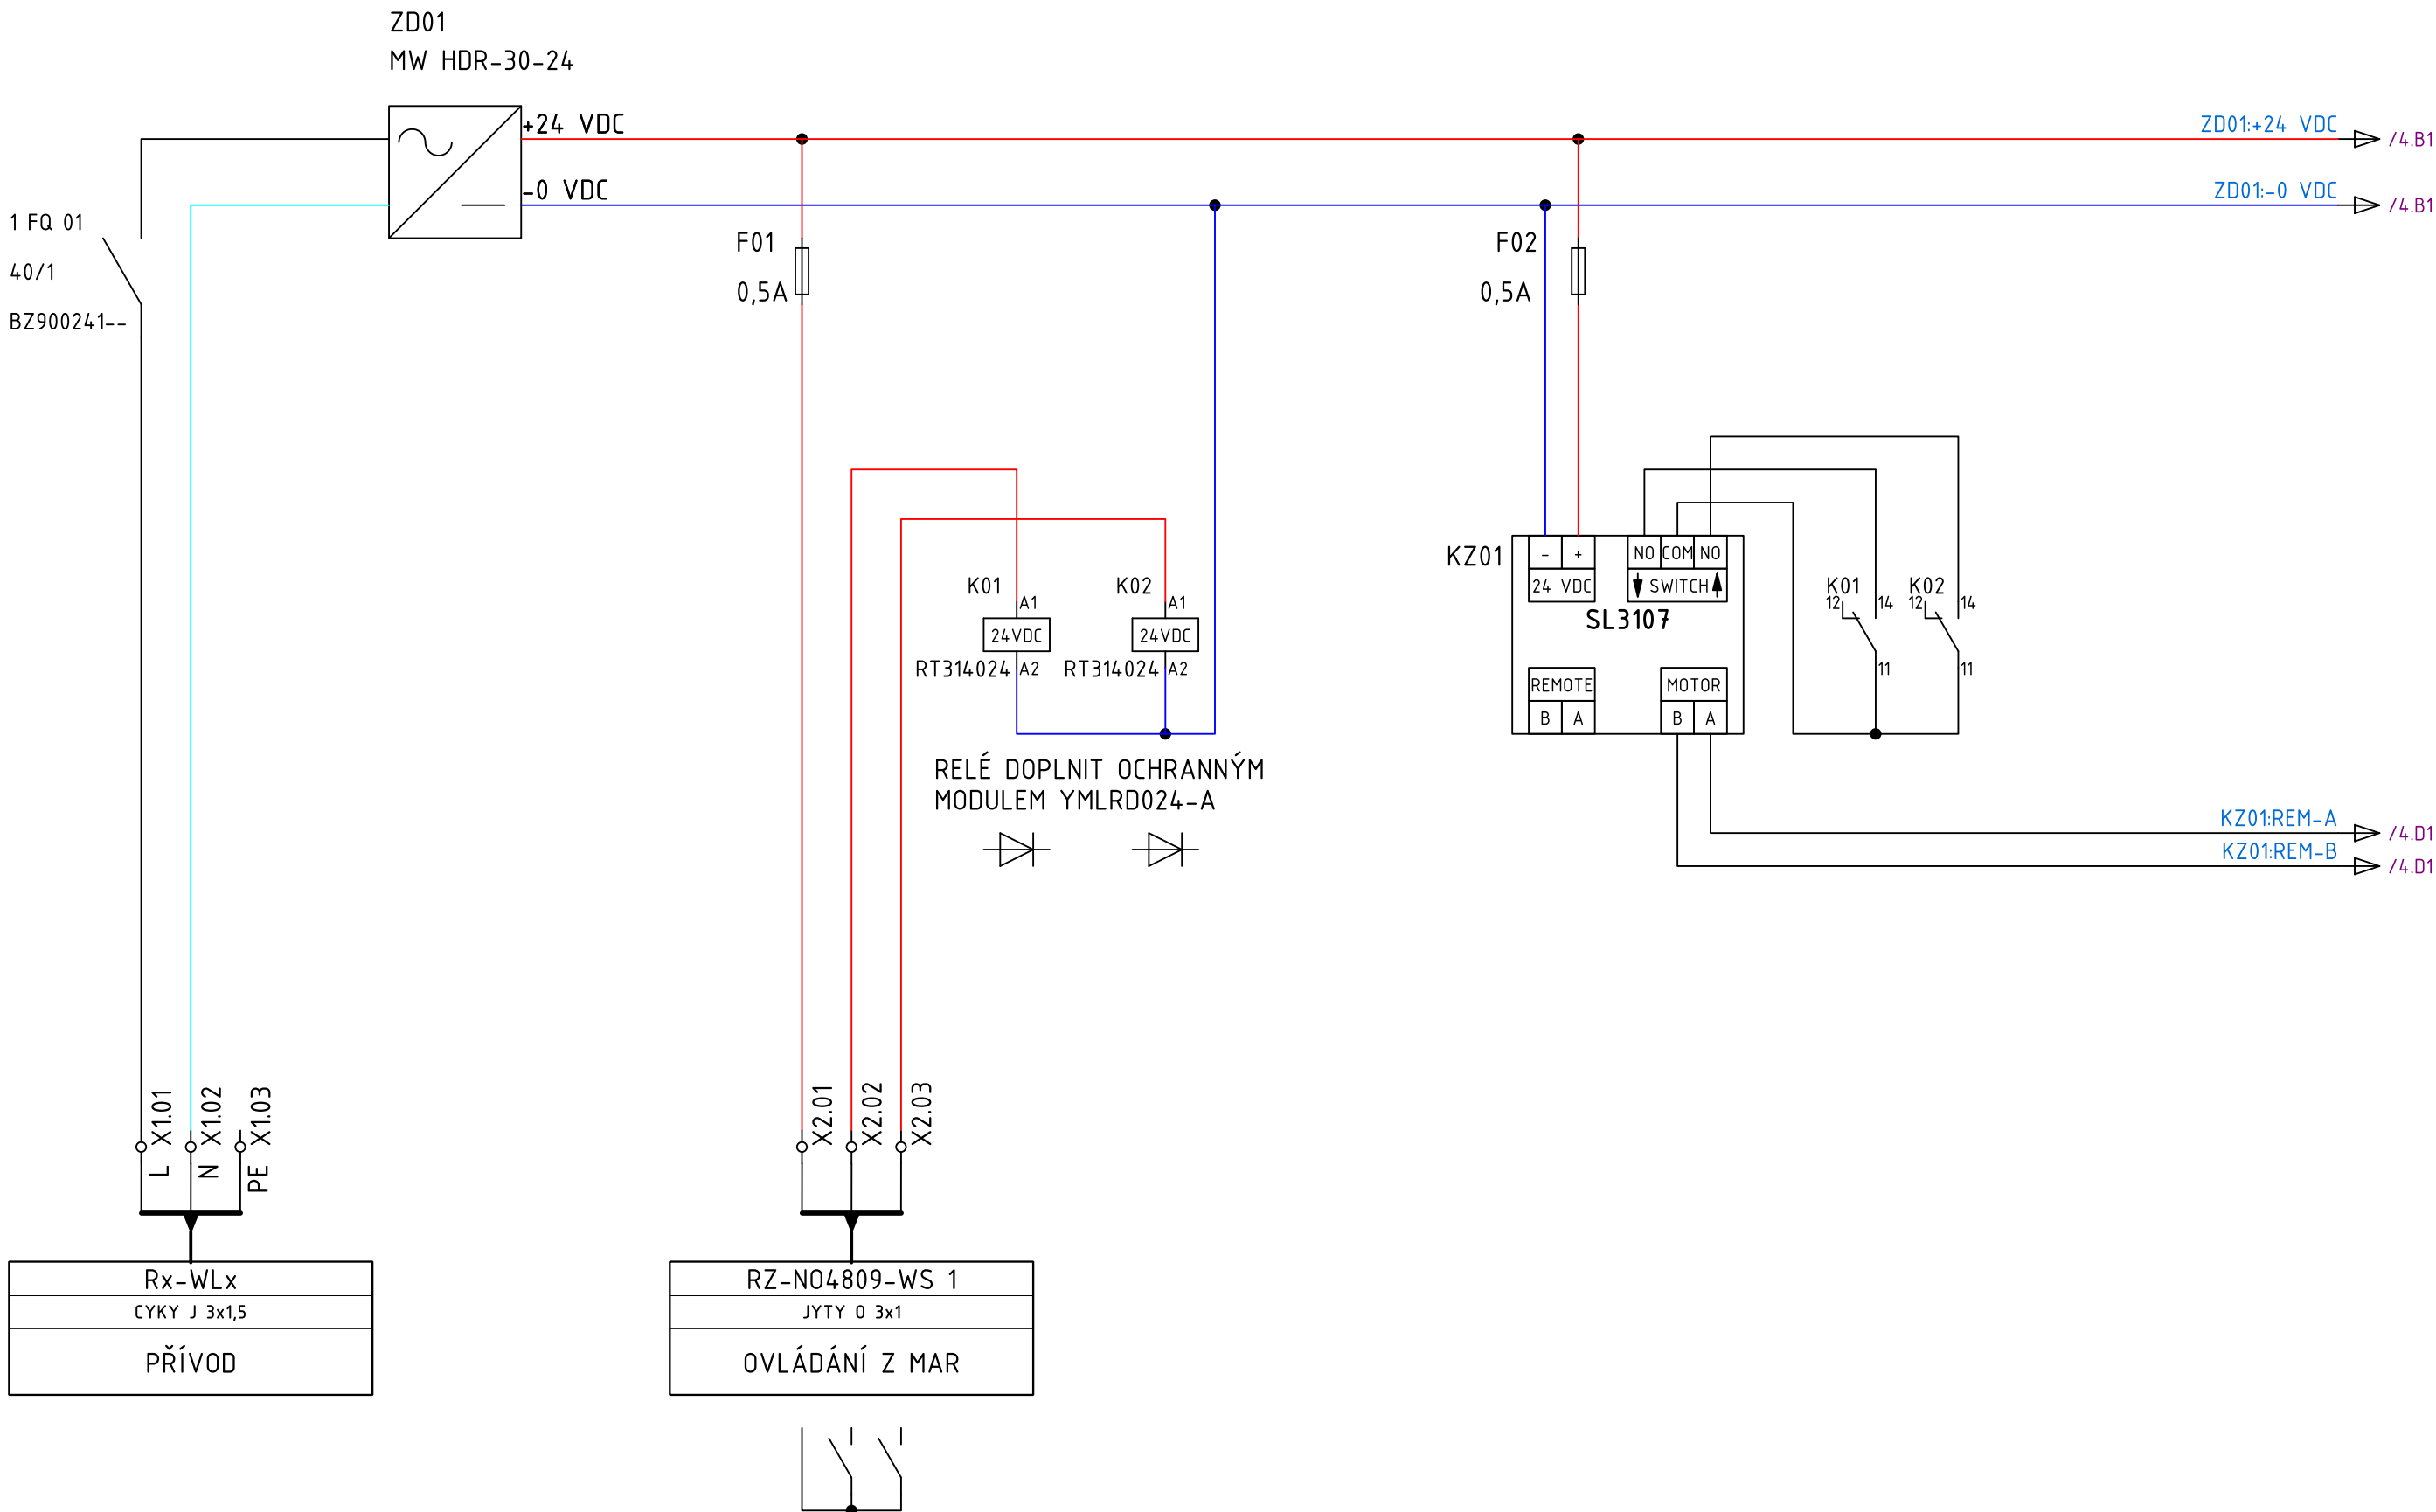 ZD01
MW HDR-30-24
+24 VDC
ZD01:+24 VDC
/4.B1
-0 VDC
ZD01:-0 VDC
/4.B1
1 FQ 01
40/1
BZ900241--
F01
0,5A
F02
0,5A
KZ01
- + NO COM NO
24 VDC SWITCH
SL3107
REMOTE MOTOR
B A B A
K01
A1
24VDC
RT314024 A2
K02
A1
24VDC
RT314024 A2
K01
12 14
11
K02
12 14
11
RELÉ DOPLNIT OCHRANNÝM
MODULEM YMLRD024-A
KZ01:REM-A
/4.D1
KZ01:REM-B
/4.D1
X1.01
X1.02
X1.03
L
N
PE
X2.01
X2.02
X2.03
Rx-WLx
CYKY J 3x1,5
PŘÍVOD
RZ-NO4809-WS 1
JYTY O 3x1
OVLÁDÁNÍ Z MAR